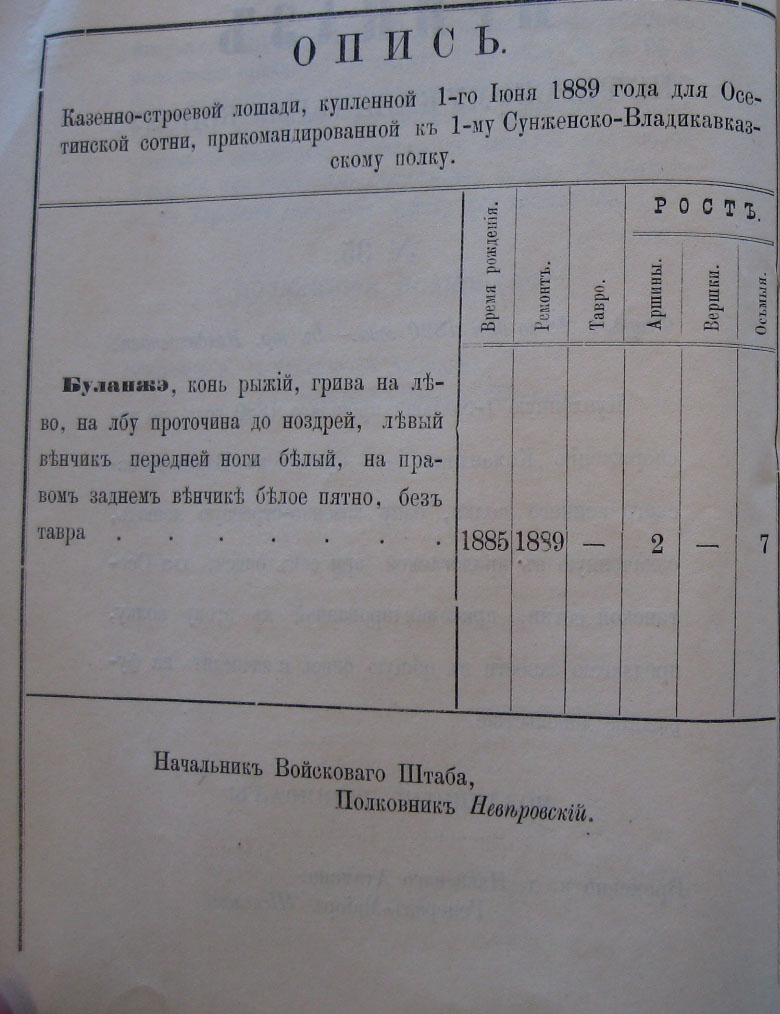 ОПИСЬ.
Казенно-строевой лошади, купленной 1-го Іюня 1889 года для Осе-
тинской сотни, прикомандированной къ 1-му Сунженско-Владикавказ-
скому полку.
Время рожденія.
Ремонтъ.
Тавро.
РОСТЪ.
Аршины.
Вершки.
Осьмыя.
Буланжэ, конь рыжій, грива на лѣ-
во, на лбу проточина до ноздрей, лѣвый
вѣнчикъ передней ноги бѣлый, на пра-
вомъ заднемъ вѣнчикѣ бѣлое пятно, безъ
тавра . . . . . . . 1885 1889 — 2 — 7
Начальникъ Войсковаго Штаба,
Полковникъ Невѣровскій.